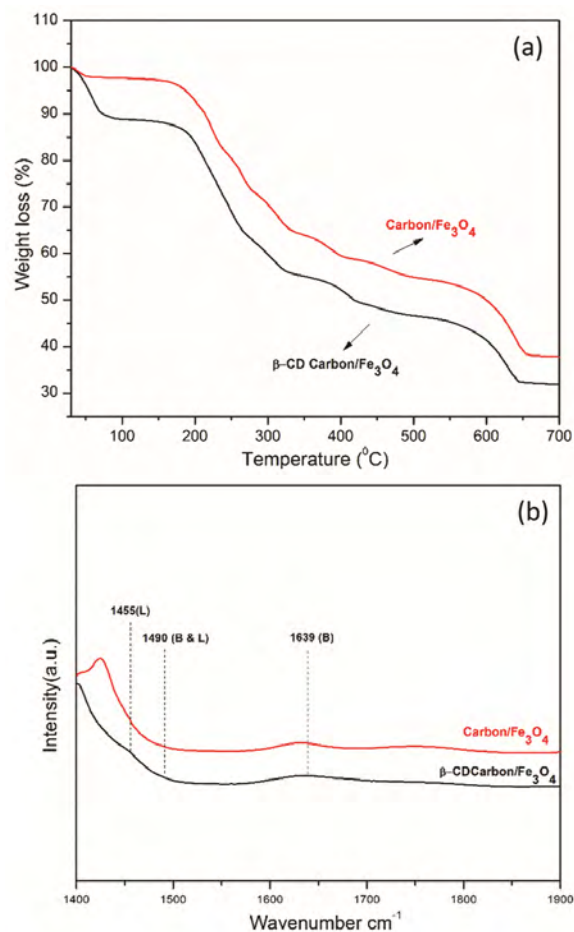 (a)
110
100
90
80
70
60
50
40
30
Weight loss (%)
Carbon/Fe₃O₄
β-CD Carbon/Fe₃O₄
100 200 300 400 500 600 700
Temperature (⁰C)
(b)
1455(L)
1490 (B & L)
1639 (B)
Intensity(a.u.)
Carbon/Fe₃O₄
β-CDCarbon/Fe₃O₄
1400 1500 1600 1700 1800 1900
Wavenumber cm⁻¹